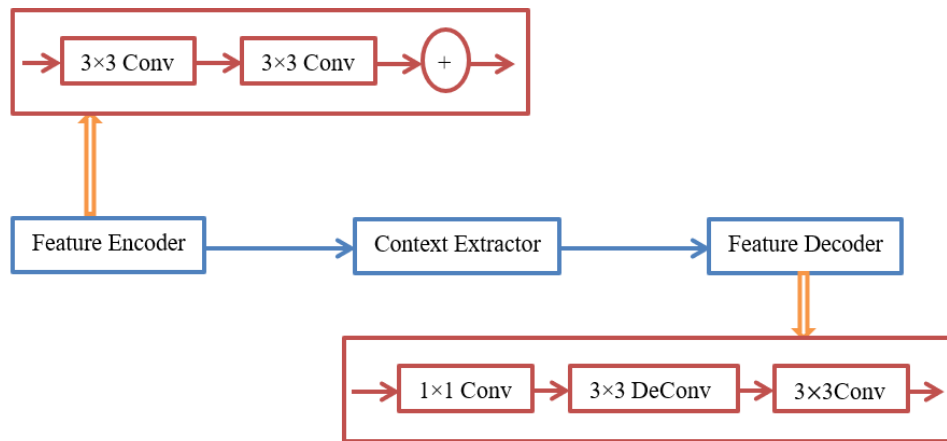 3×3 Conv
3×3 Conv
+
Feature Encoder
Context Extractor
Feature Decoder
1×1 Conv
3×3 DeConv
3×3Conv